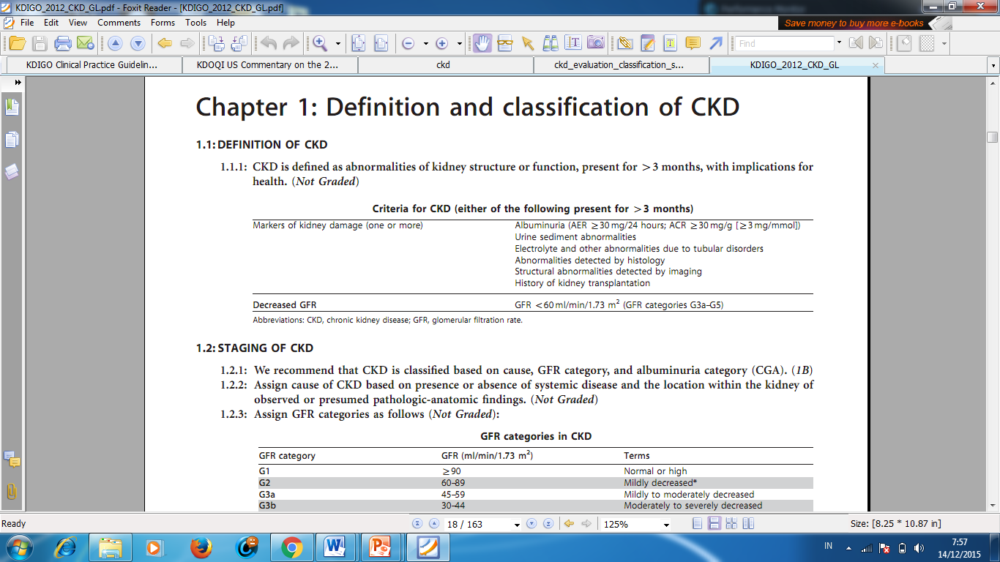 KDIGO_2012_CKD_GL.pdf - Foxit Reader - [KDIGO_2012_CKD_GL.pdf]
File Edit View Comments Forms Tools Help
Save money to buy more e-books
Find
KDIGO Clinical Practice Guidelin... KDOQI US Commentary on the 2... ckd ckd_evaluation_classification_s... KDIGO_2012_CKD_GL
Chapter 1: Definition and classification of CKD
1.1: DEFINITION OF CKD
1.1.1: CKD is defined as abnormalities of kidney structure or function, present for >3 months, with implications for
health. (Not Graded)
Criteria for CKD (either of the following present for >3 months)
Markers of kidney damage (one or more) Albuminuria (AER ≥30 mg/24 hours; ACR ≥30 mg/g [≥3 mg/mmol])
Urine sediment abnormalities
Electrolyte and other abnormalities due to tubular disorders
Abnormalities detected by histology
Structural abnormalities detected by imaging
History of kidney transplantation
Decreased GFR GFR <60 ml/min/1.73 m² (GFR categories G3a–G5)
Abbreviations: CKD, chronic kidney disease; GFR, glomerular filtration rate.
1.2: STAGING OF CKD
1.2.1: We recommend that CKD is classified based on cause, GFR category, and albuminuria category (CGA). (1B)
1.2.2: Assign cause of CKD based on presence or absence of systemic disease and the location within the kidney of
observed or presumed pathologic-anatomic findings. (Not Graded)
1.2.3: Assign GFR categories as follows (Not Graded):
GFR categories in CKD
GFR category GFR (ml/min/1.73 m²) Terms
G1 ≥90 Normal or high
G2 60–89 Mildly decreased*
G3a 45–59 Mildly to moderately decreased
G3b 30–44 Moderately to severely decreased
Ready 18 / 163 125% Size: [8.25 * 10.87 in]
IN 7:57
14/12/2015